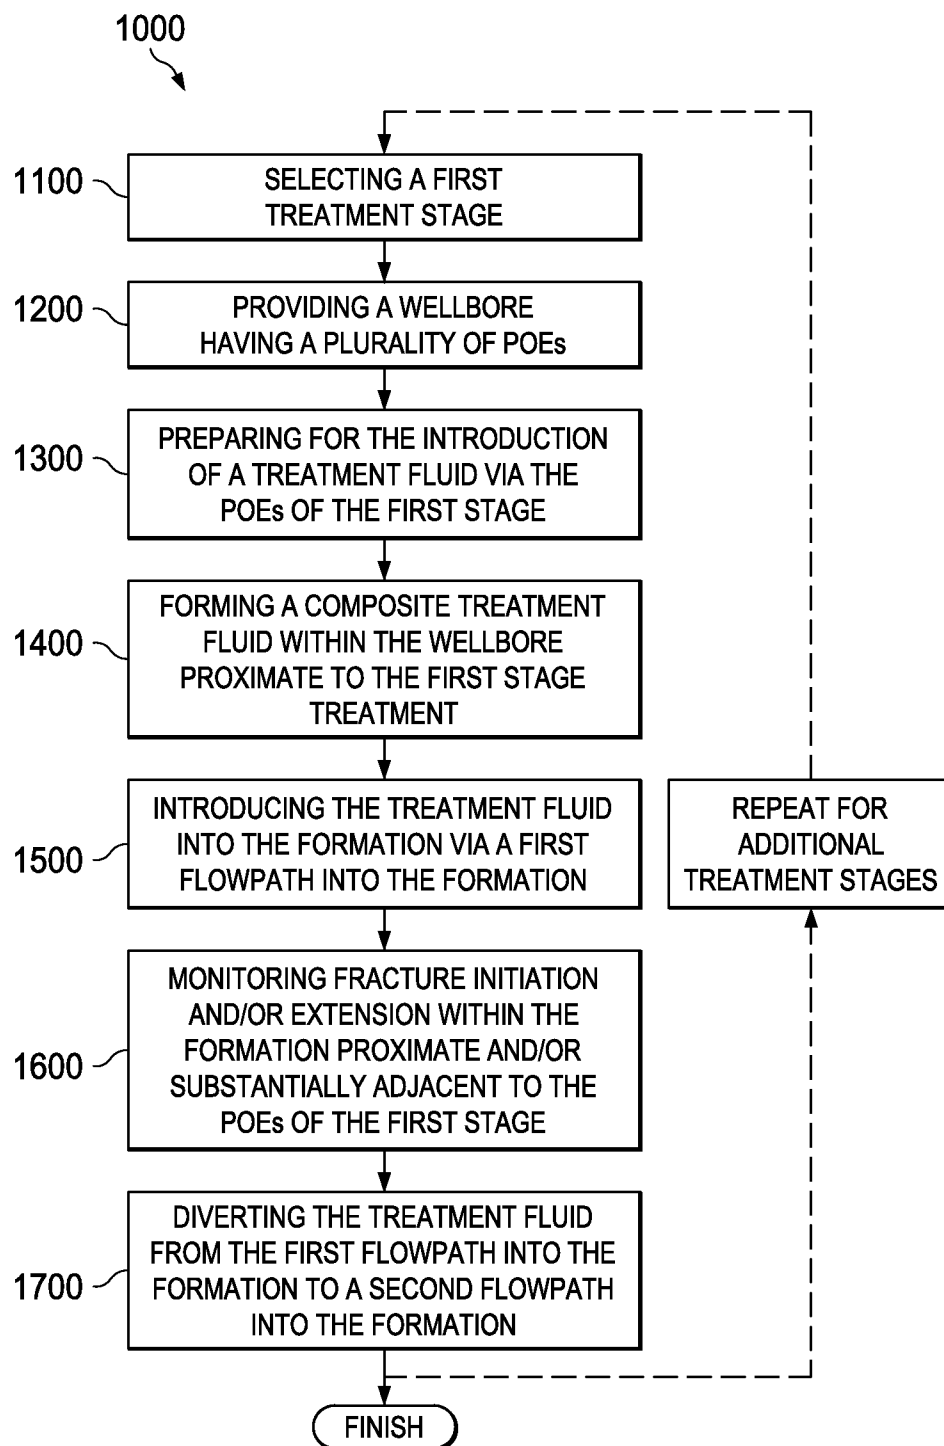 1000
1100
SELECTING A FIRST
TREATMENT STAGE
1200
PROVIDING A WELLBORE
HAVING A PLURALITY OF POEs
1300
PREPARING FOR THE INTRODUCTION
OF A TREATMENT FLUID VIA THE
POEs OF THE FIRST STAGE
1400
FORMING A COMPOSITE TREATMENT
FLUID WITHIN THE WELLBORE
PROXIMATE TO THE FIRST STAGE
TREATMENT
1500
INTRODUCING THE TREATMENT FLUID
INTO THE FORMATION VIA A FIRST
FLOWPATH INTO THE FORMATION
REPEAT FOR
ADDITIONAL
TREATMENT STAGES
1600
MONITORING FRACTURE INITIATION
AND/OR EXTENSION WITHIN THE
FORMATION PROXIMATE AND/OR
SUBSTANTIALLY ADJACENT TO THE
POEs OF THE FIRST STAGE
1700
DIVERTING THE TREATMENT FLUID
FROM THE FIRST FLOWPATH INTO THE
FORMATION TO A SECOND FLOWPATH
INTO THE FORMATION
FINISH